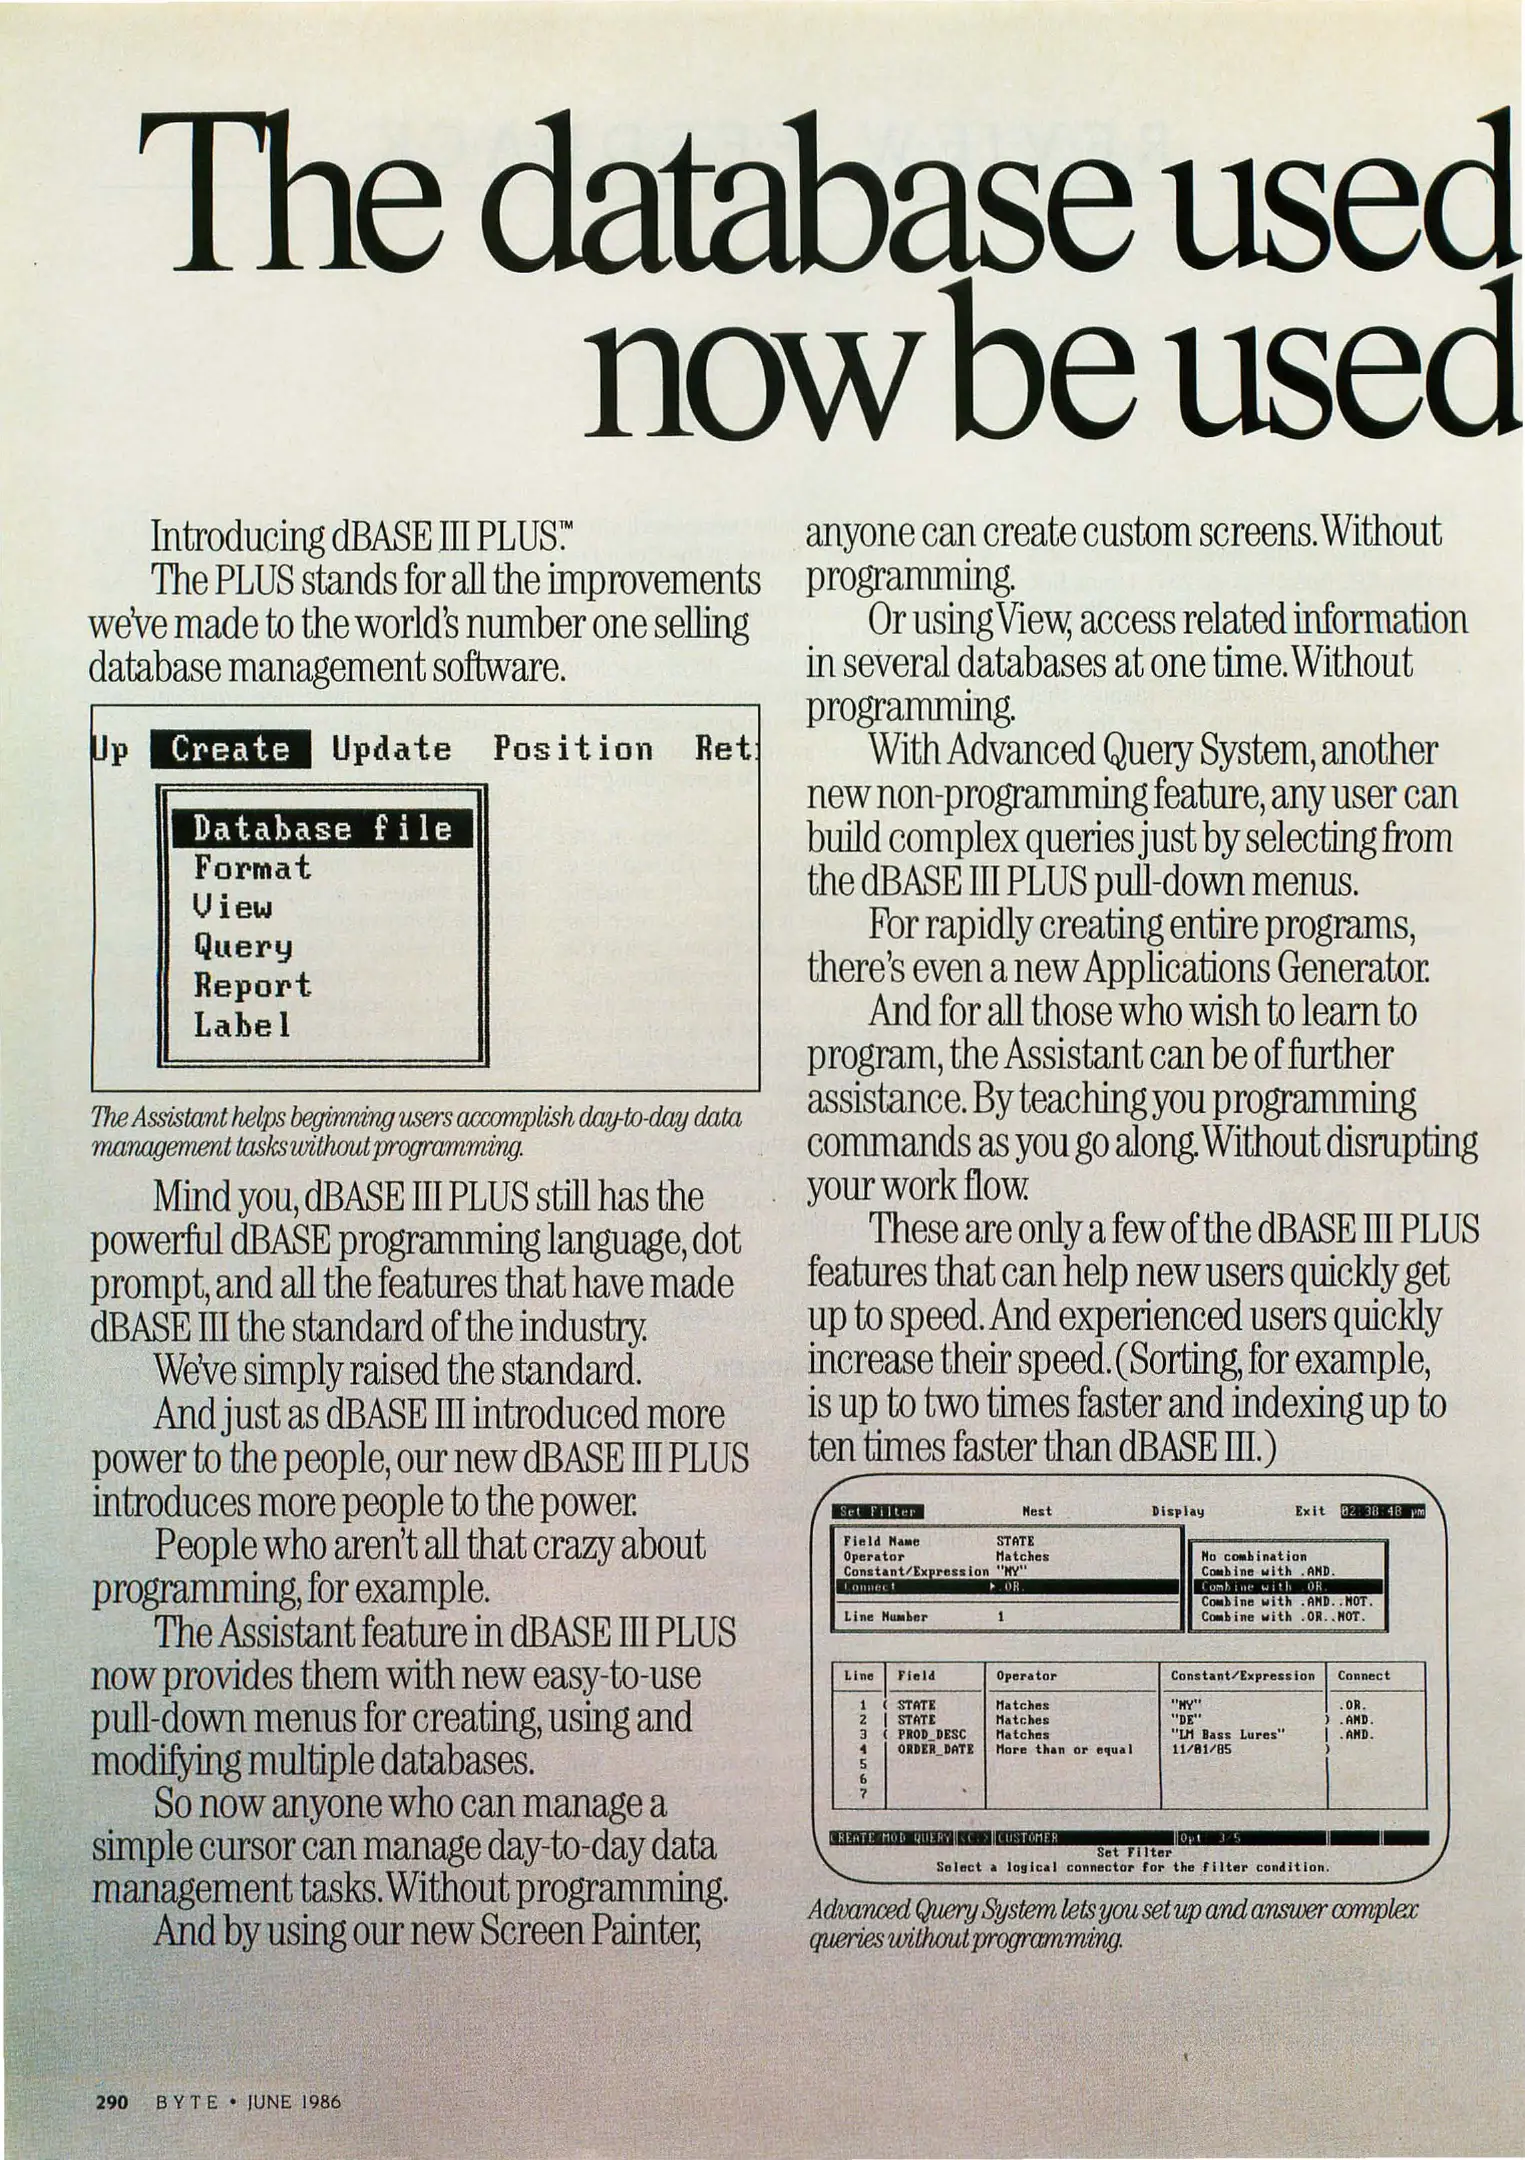 The database used
now be used
Introducing dBASE III PLUS.™
The PLUS stands for all the improvements
we've made to the world's number one selling
database management software.
Up Create Update Position Ret
Database file
Format
View
Query
Report
Label
The Assistant helps beginning users accomplish day-to-day data
management tasks without programming.
Mind you, dBASE III PLUS still has the
powerful dBASE programming language, dot
prompt, and all the features that have made
dBASE III the standard of the industry.
We've simply raised the standard.
And just as dBASE III introduced more
power to the people, our new dBASE III PLUS
introduces more people to the power.
People who aren't all that crazy about
programming, for example.
The Assistant feature in dBASE III PLUS
now provides them with new easy-to-use
pull-down menus for creating, using and
modifying multiple databases.
So now anyone who can manage a
simple cursor can manage day-to-day data
management tasks. Without programming.
And by using our new Screen Painter,
anyone can create custom screens. Without
programming.
Or using View, access related information
in several databases at one time. Without
programming.
With Advanced Query System, another
new non-programming feature, any user can
build complex queries just by selecting from
the dBASE III PLUS pull-down menus.
For rapidly creating entire programs,
there's even a new Applications Generator.
And for all those who wish to learn to
program, the Assistant can be of further
assistance. By teaching you programming
commands as you go along. Without disrupting
your work flow.
These are only a few of the dBASE III PLUS
features that can help new users quickly get
up to speed. And experienced users quickly
increase their speed. (Sorting, for example,
is up to two times faster and indexing up to
ten times faster than dBASE III.)
Set Filter Nest Display Exit 02:38:48 pm
Field Name STATE
Operator Matches
Constant/Expression "NY"
Connect .OR.
Line Number 1
No combination
Combine with .AND.
Combine with .OR.
Combine with .AND..NOT.
Combine with .OR..NOT.
Line Field Operator Constant/Expression Connect
1 ( STATE Matches "NY" .OR.
2 STATE Matches "DE" ) .AND.
3 ( PROD_DESC Matches "LM Bass Lures" .AND.
4 ORDER_DATE More than or equal 11/01/85 )
5
6
7
CREATE/MOD QUERY <C:> CUSTOMER Opt 3/5
Set Filter
Select a logical connector for the filter condition.
Advanced Query System lets you set up and answer complex
queries without programming.
290 BYTE • JUNE 1986